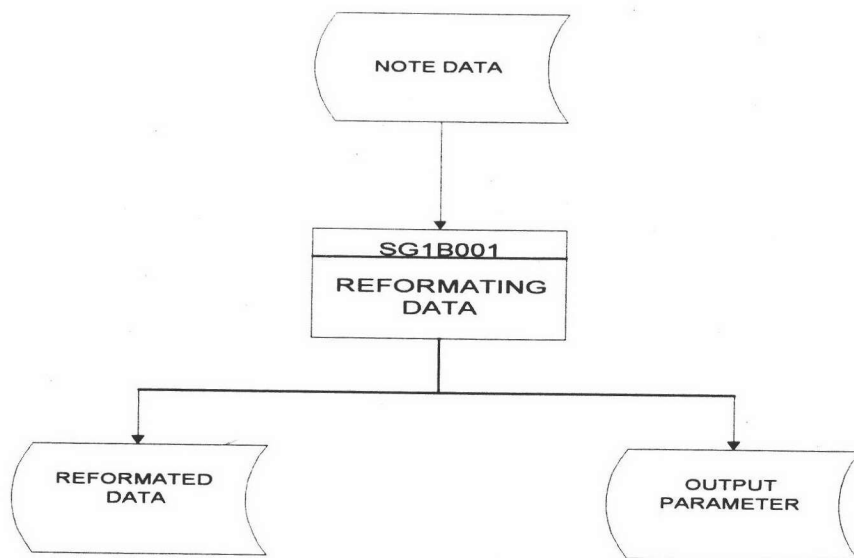 NOTE DATA
SG1B001
REFORMATING
DATA
REFORMATED
DATA
OUTPUT
PARAMETER